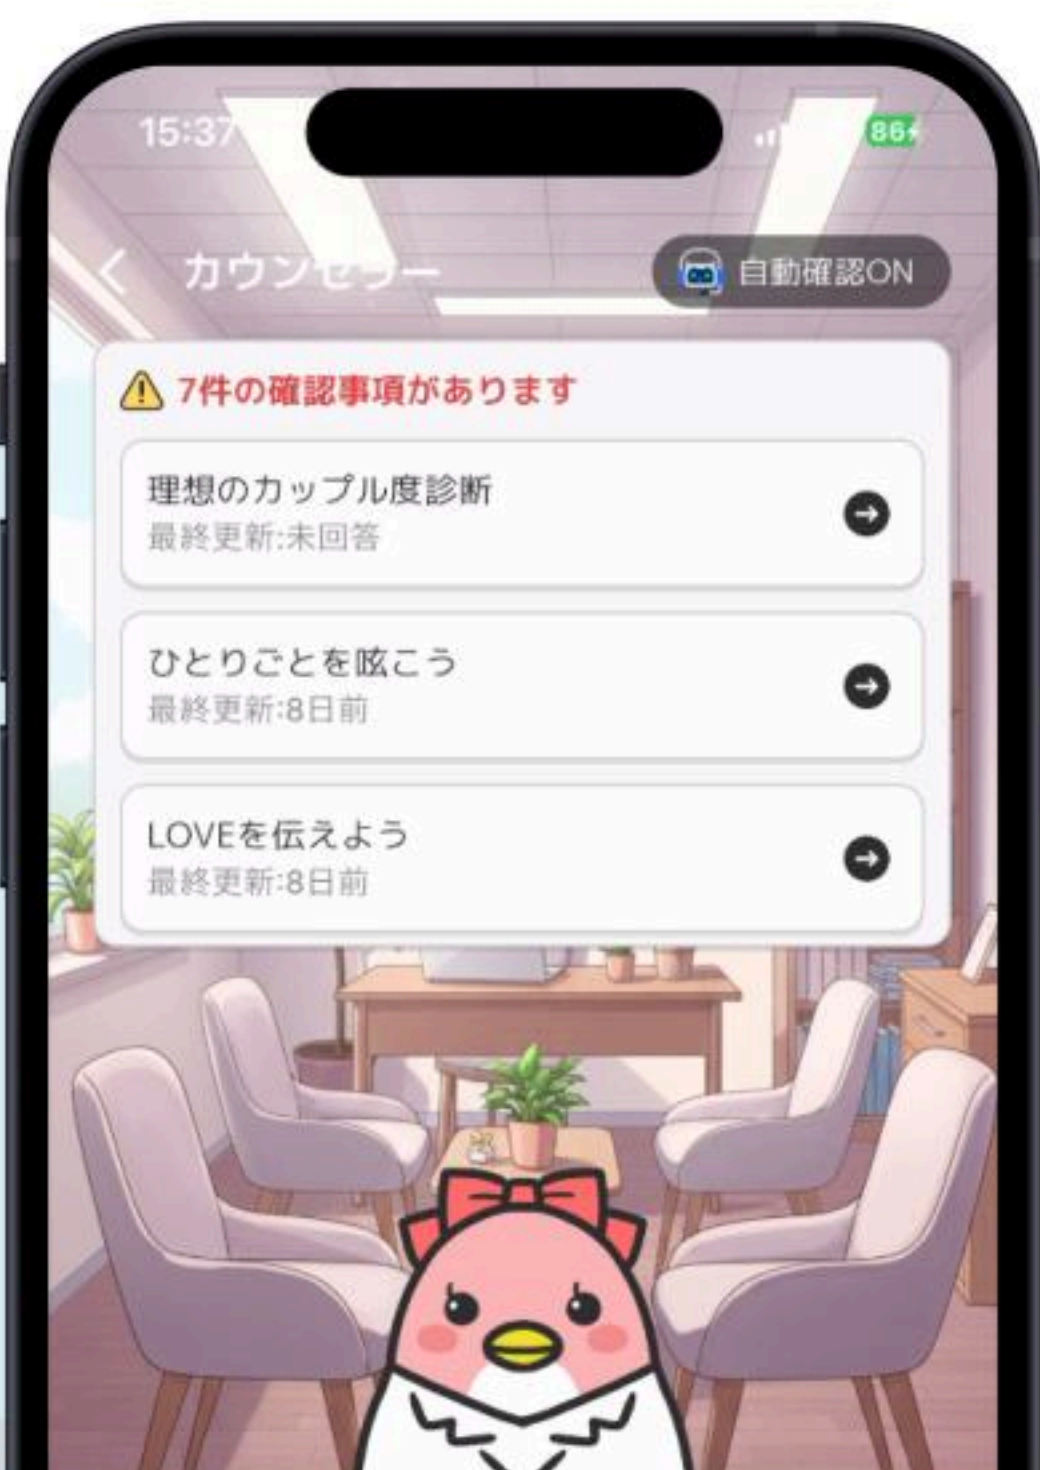 15:37
86
カウンセラー
自動確認ON
7件の確認事項があります
理想のカップル度診断
最終更新:未回答
ひとりごとを呟こう
最終更新:8日前
LOVEを伝えよう
最終更新:8日前